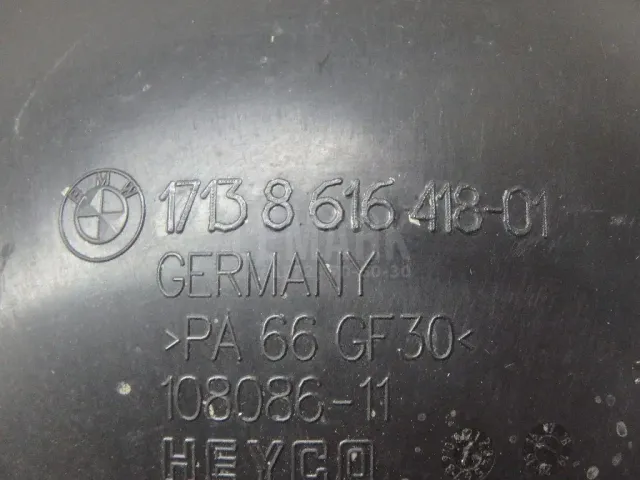 BMW
1713 8 616 418-01
GERMANY
>PA 66 GF30<
108086-11
HEYCO